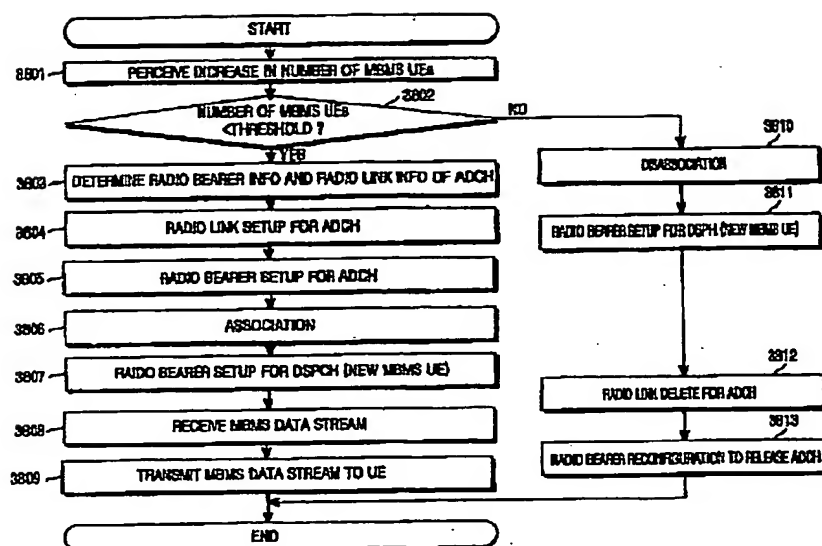 START
3801
PERCEIVE INCREASE IN NUMBER OF MBMS UEs
3802
NUMBER OF MBMS UEs
<THRESHOLD ?
NO
YES
3803
DETERMINE RADIO BEARER INFO AND RADIO LINK INFO OF ADCH
3804
RADIO LINK SETUP FOR ADCH
3805
RADIO BEARER SETUP FOR ADCH
3806
ASSOCIATION
3807
RAIDO BEARER SETUP FOR DSPCH (NEW MBMS UE)
3808
RECEIVE MBMS DATA STREAM
3809
TRANSMIT MBMS DATA STREAM TO UE
3810
DISASSOCIATION
3811
RADIO BEARER SETUP FOR DSPH (NEW MBMS UE)
3812
RADIO LINK DELETE FOR ADCH
3813
RADIO BEARER RECONFIGURATION TO RELEASE ADCH
END